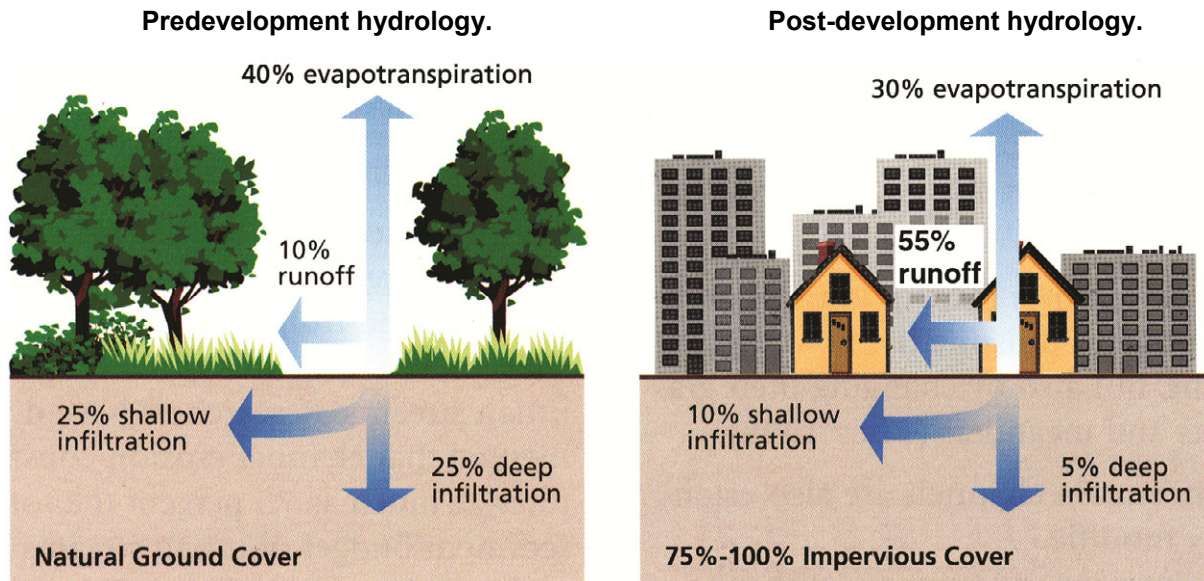 Predevelopment hydrology.
40% evapotranspiration
10%
runoff
25% shallow
infiltration
25% deep
infiltration
Natural Ground Cover
Post-development hydrology.
30% evapotranspiration
55%
runoff
10% shallow
infiltration
5% deep
infiltration
75%-100% Impervious Cover